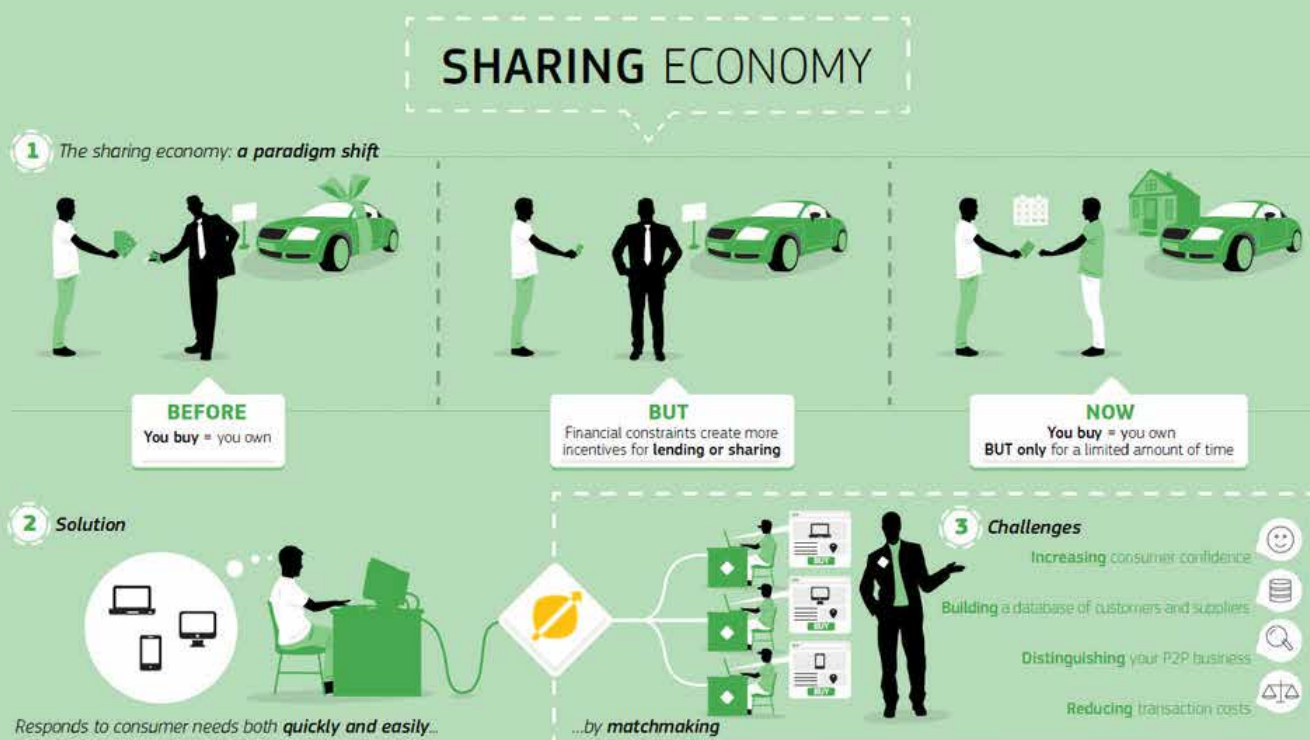 SHARING ECONOMY
1 The sharing economy: a paradigm shift
BEFORE
You buy = you own
BUT
Financial constraints create more
incentives for lending or sharing
NOW
You buy = you own
BUT only for a limited amount of time
2 Solution
Responds to consumer needs both quickly and easily...
...by matchmaking
BUY
BUY
BUY
3 Challenges
Increasing consumer confidence
Building a database of customers and suppliers
Distinguishing your P2P business
Reducing transaction costs